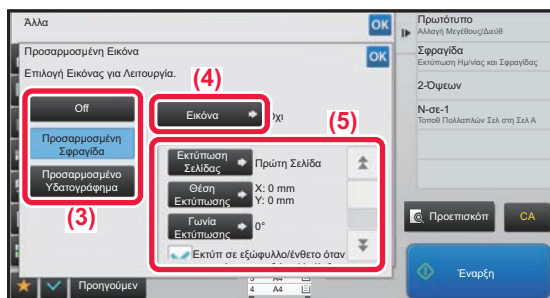 Άλλα
OK
Προσαρμοσμένη Εικόνα
OK
Επιλογή Εικόνας για Λειτουργία.
(4)
Off
Προσαρμοσμένη
Σφραγίδα
Προσαρμοσμένο
Υδατογράφημα
(3)
Εικόνα
(5)
Εκτύπωση
Σελίδας
Πρώτη Σελίδα
Θέση
Εκτύπωσης
X: 0 mm
Y: 0 mm
Γωνία
Εκτύπωσης
0°
Εκτύπ σε εξώφυλλο/ένθετο όταν
Προηγούμεν
A4
4 A4
Πρωτότυπο
Αλλαγή Μεγέθους/Διεύθ
Σφραγίδα
Εκτύπωση Ημ/νίας και Σφραγίδας
2-Όψεων
N-σε-1
Τοποθ Πολλαπλών Σελ στη Σελ Α
Προεπισκόπ
CA
Έναρξη